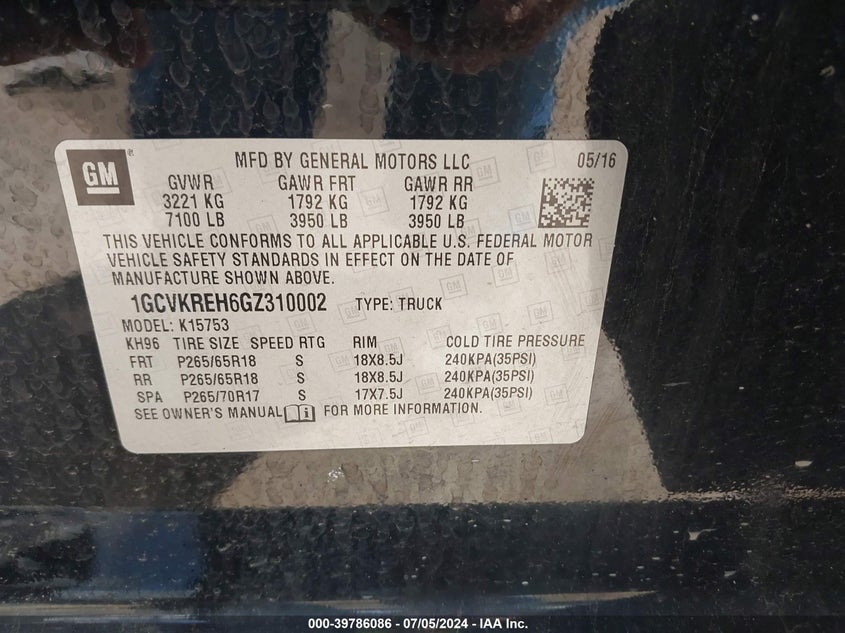 GM ® MFD BY GENERAL MOTORS LLC 05/16
GVWR GAWR FRT GAWR RR
3221 KG 1792 KG 1792 KG
7100 LB 3950 LB 3950 LB
THIS VEHICLE CONFORMS TO ALL APPLICABLE U.S. FEDERAL MOTOR
VEHICLE SAFETY STANDARDS IN EFFECT ON THE DATE OF
MANUFACTURE SHOWN ABOVE.
1GCVKREH6GZ310002 TYPE: TRUCK
MODEL: K15753
KH96 TIRE SIZE SPEED RTG RIM COLD TIRE PRESSURE
FRT P265/65R18 S 18X8.5J 240KPA(35PSI)
RR P265/65R18 S 18X8.5J 240KPA(35PSI)
SPA P265/70R17 S 17X7.5J 240KPA(35PSI)
SEE OWNER'S MANUAL i FOR MORE INFORMATION.
000-39786086 - 07/05/2024 - IAA Inc.